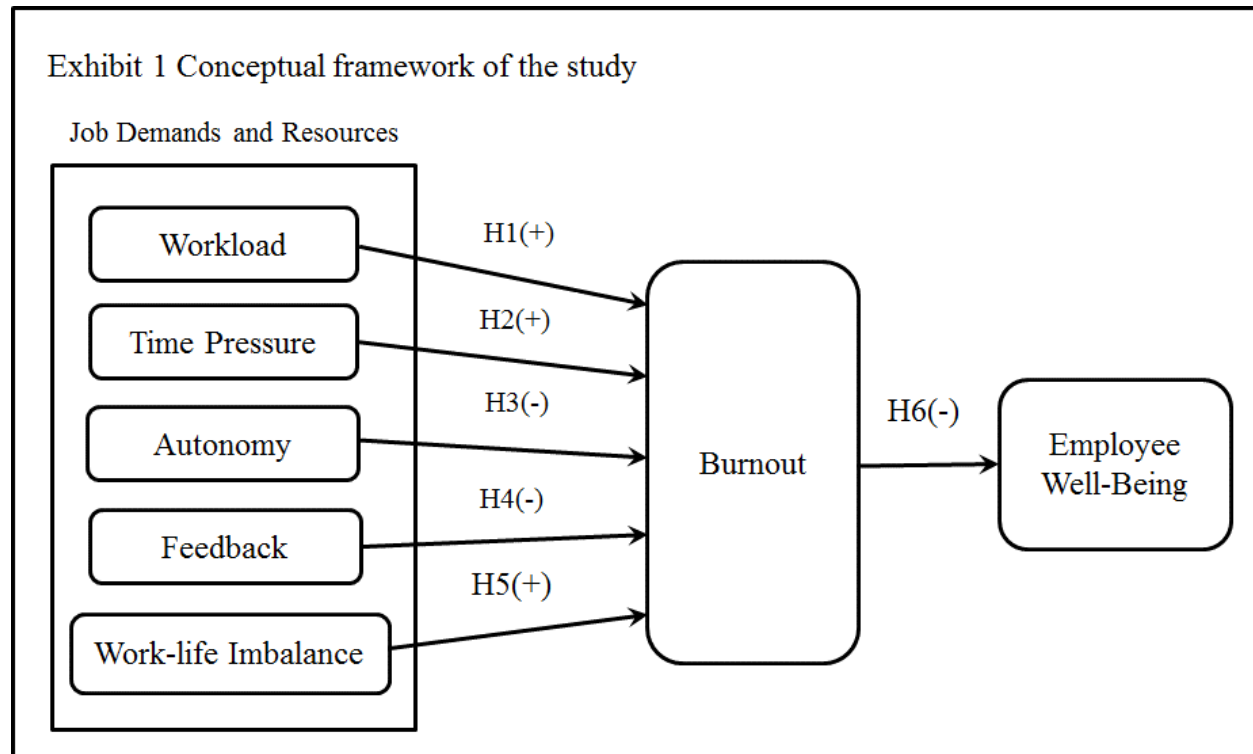 Exhibit 1 Conceptual framework of the study
Job Demands and Resources
Workload
H1(+)
Time Pressure
H2(+)
Autonomy
H3(-)
Feedback
H4(-)
Work-life Imbalance
H5(+)
Burnout
H6(-)
Employee
Well-Being